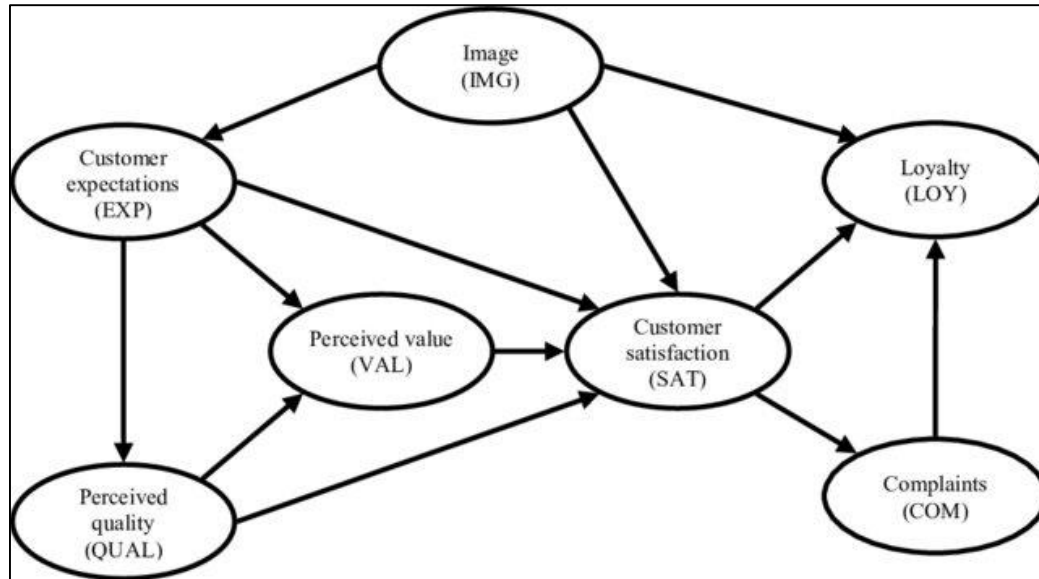 Image
(IMG)
Customer
expectations
(EXP)
Loyalty
(LOY)
Perceived value
(VAL)
Customer
satisfaction
(SAT)
Perceived
quality
(QUAL)
Complaints
(COM)